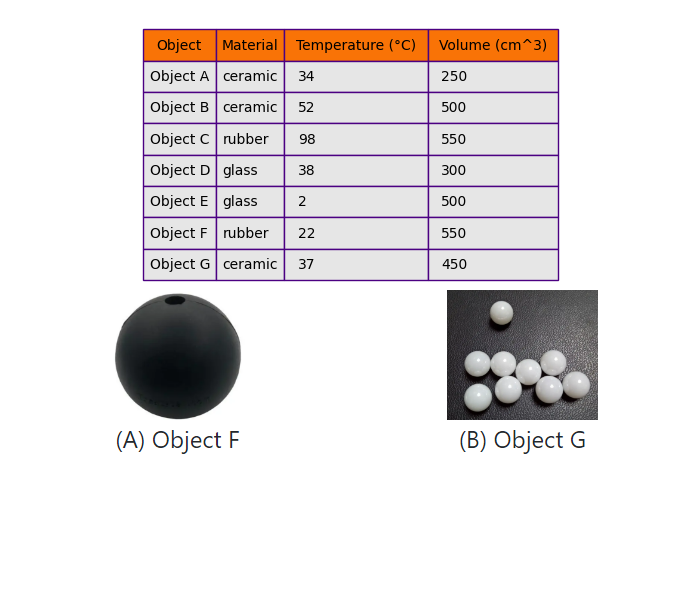 Object Material Temperature (°C) Volume (cm^3)
Object A ceramic 34 250
Object B ceramic 52 500
Object C rubber 98 550
Object D glass 38 300
Object E glass 2 500
Object F rubber 22 550
Object G ceramic 37 450
(A) Object F (B) Object G